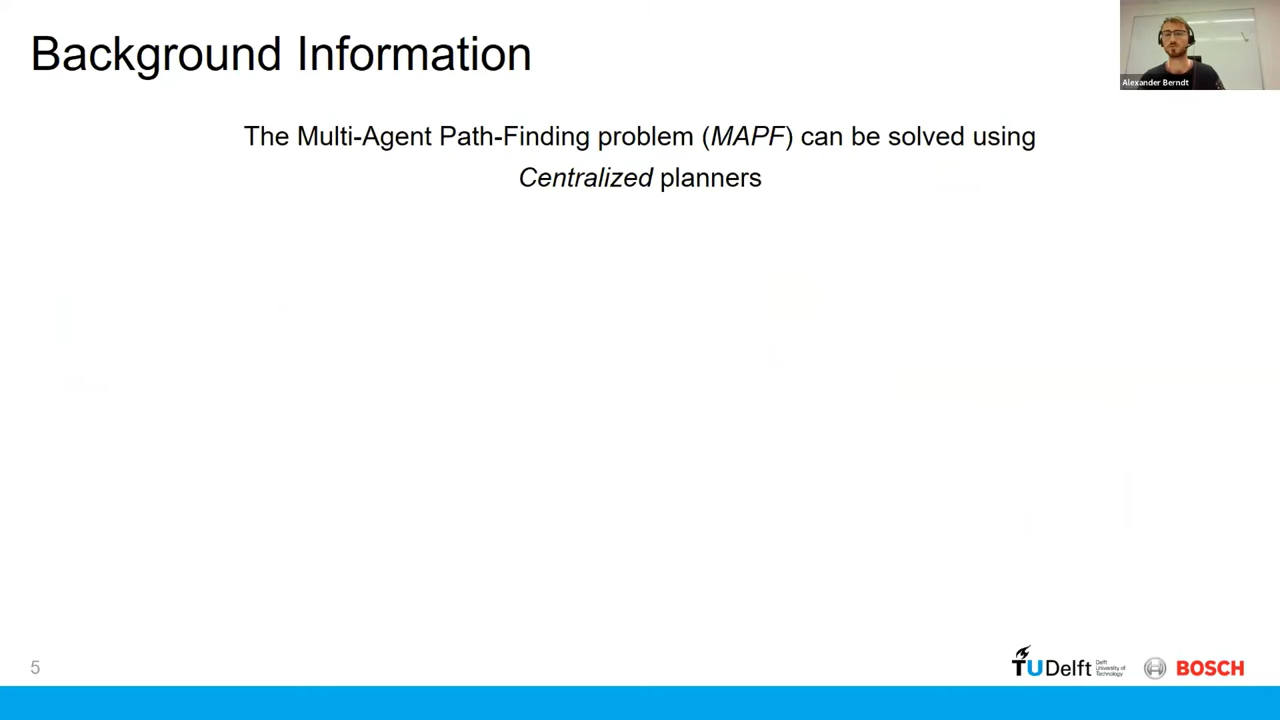 Background Information
Alexander Berndt
The Multi-Agent Path-Finding problem (MAPF) can be solved using
Centralized planners
5
TUDelft
Delft
University of
Technology
BOSCH